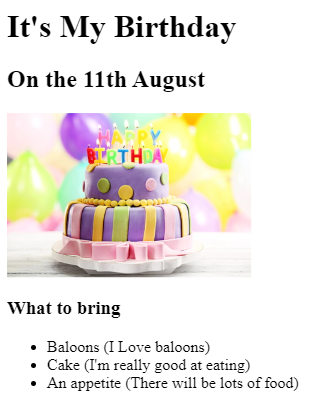 It's My Birthday
On the 11th August
HAPPY
BIRTHDAY
What to bring
Baloons (I Love baloons)
Cake (I'm really good at eating)
An appetite (There will be lots of food)